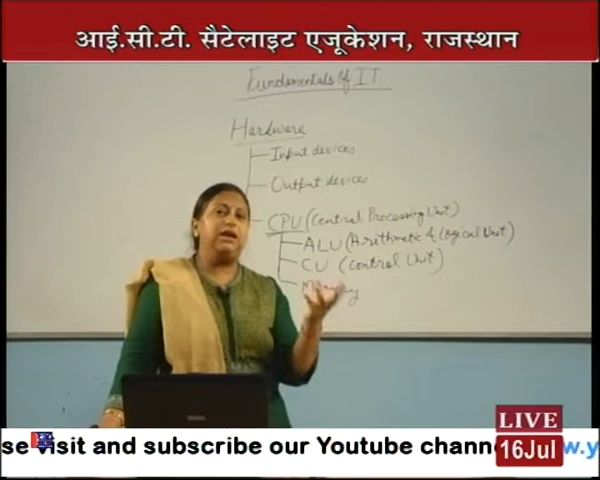 आई.सी.टी. सैटेलाइट एजूकेशन, राजस्थान
Fundamentals of IT
Hardware
Input devices
Output devices
CPU (Central Processing Unit)
ALU (Arithmetic & Logical Unit)
CU (Control Unit)
LIVE
16Jul
se visit and subscribe our Youtube chann w.y